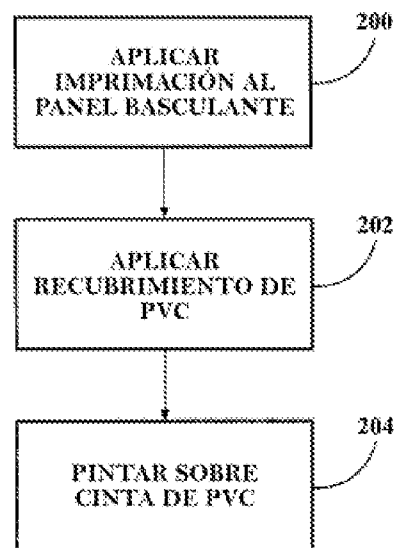 200
APLICAR
IMPRIMACIÓN AL
PANEL BASCULANTE
202
APLICAR
RECUBRIMIENTO DE
PVC
204
PINTAR SOBRE
CINTA DE PVC